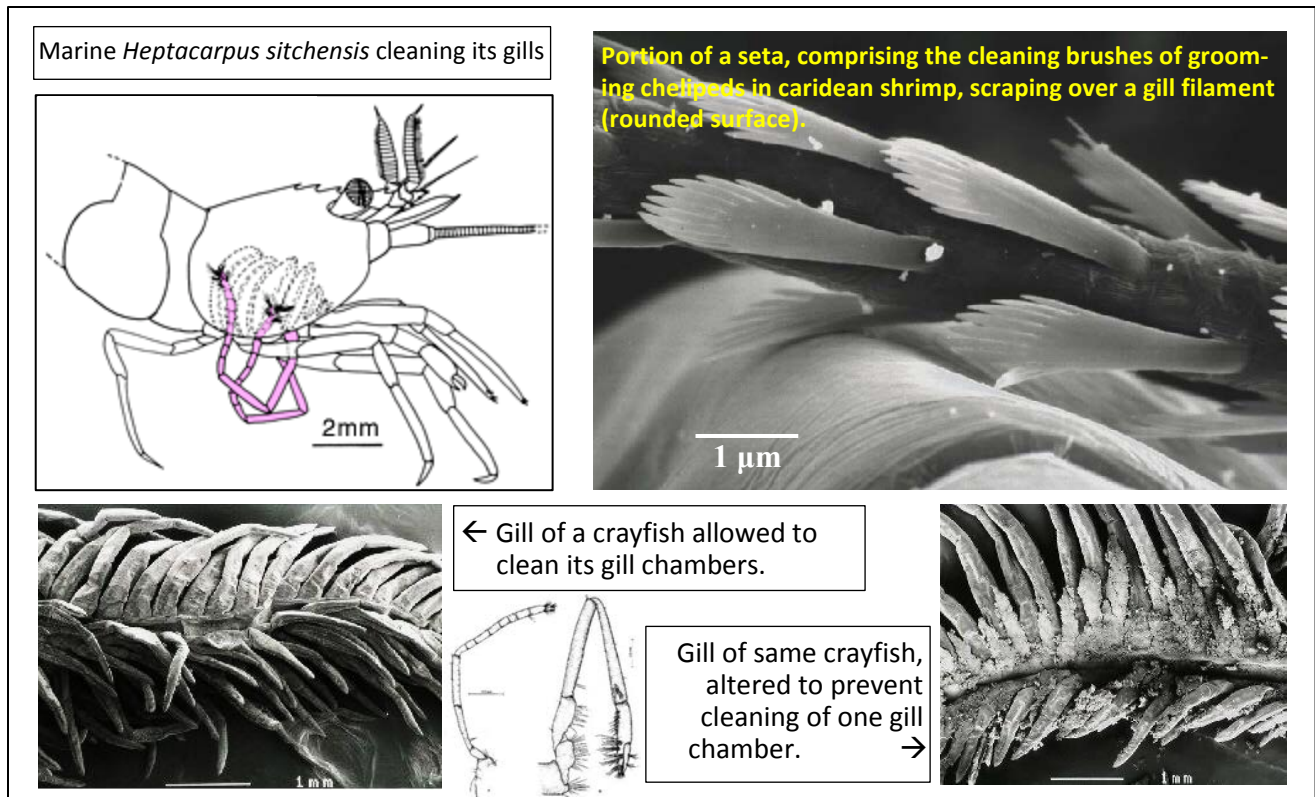 Marine Heptacarpus sitchensis cleaning its gills
Portion of a seta, comprising the cleaning brushes of groom-
ing chelipeds in caridean shrimp, scraping over a gill filament
(rounded surface).
2mm
1 µm
← Gill of a crayfish allowed to
clean its gill chambers.
Gill of same crayfish,
altered to prevent
cleaning of one gill
chamber. →
1 mm
1 mm